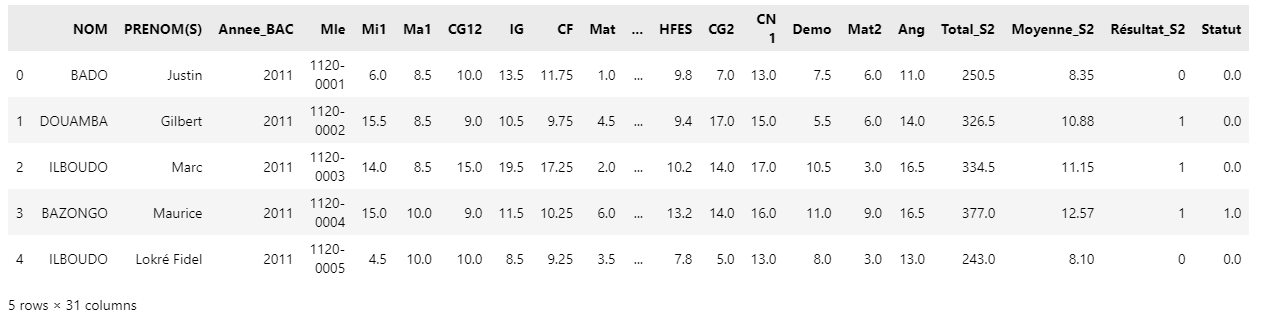 NOM PRENOM(S) Annee_BAC Mle Mi1 Ma1 CG12 IG CF Mat ... HFES CG2 CN 1 Demo Mat2 Ang Total_S2 Moyenne_S2 Résultat_S2 Statut
0 BADO Justin 2011 1120-0001 6.0 8.5 10.0 13.5 11.75 1.0 ... 9.8 7.0 13.0 7.5 6.0 11.0 250.5 8.35 0 0.0
1 DOUAMBA Gilbert 2011 1120-0002 15.5 8.5 9.0 10.5 9.75 4.5 ... 9.4 17.0 15.0 5.5 6.0 14.0 326.5 10.88 1 0.0
2 ILBOUDO Marc 2011 1120-0003 14.0 8.5 15.0 19.5 17.25 2.0 ... 10.2 14.0 17.0 10.5 3.0 16.5 334.5 11.15 1 0.0
3 BAZONGO Maurice 2011 1120-0004 15.0 10.0 9.0 11.5 10.25 6.0 ... 13.2 14.0 16.0 11.0 9.0 16.5 377.0 12.57 1 1.0
4 ILBOUDO Lokré Fidel 2011 1120-0005 4.5 10.0 10.0 8.5 9.25 3.5 ... 7.8 5.0 13.0 8.0 3.0 13.0 243.0 8.10 0 0.0
5 rows × 31 columns